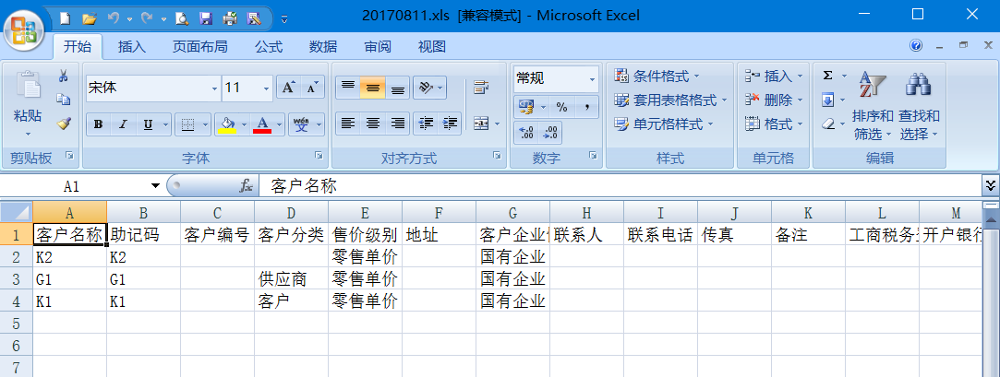 20170811.xls [兼容模式] - Microsoft Excel
开始 插入 页面布局 公式 数据 审阅 视图
宋体 11 常规 条件格式 插入 Σ
粘贴 套用表格格式 删除 排序和筛选 查找和选择
B I U A wén 文 % , 单元格样式 格式
剪贴板 字体 对齐方式 数字 样式 单元格 编辑
A1 fx 客户名称
A B C D E F G H I J K L M
1 客户名称 助记码 客户编号 客户分类 售价级别 地址 客户企业 联系人 联系电话 传真 备注 工商税务 开户银行
2 K2 K2 零售单价 国有企业
3 G1 G1 供应商 零售单价 国有企业
4 K1 K1 客户 零售单价 国有企业
5
6
7